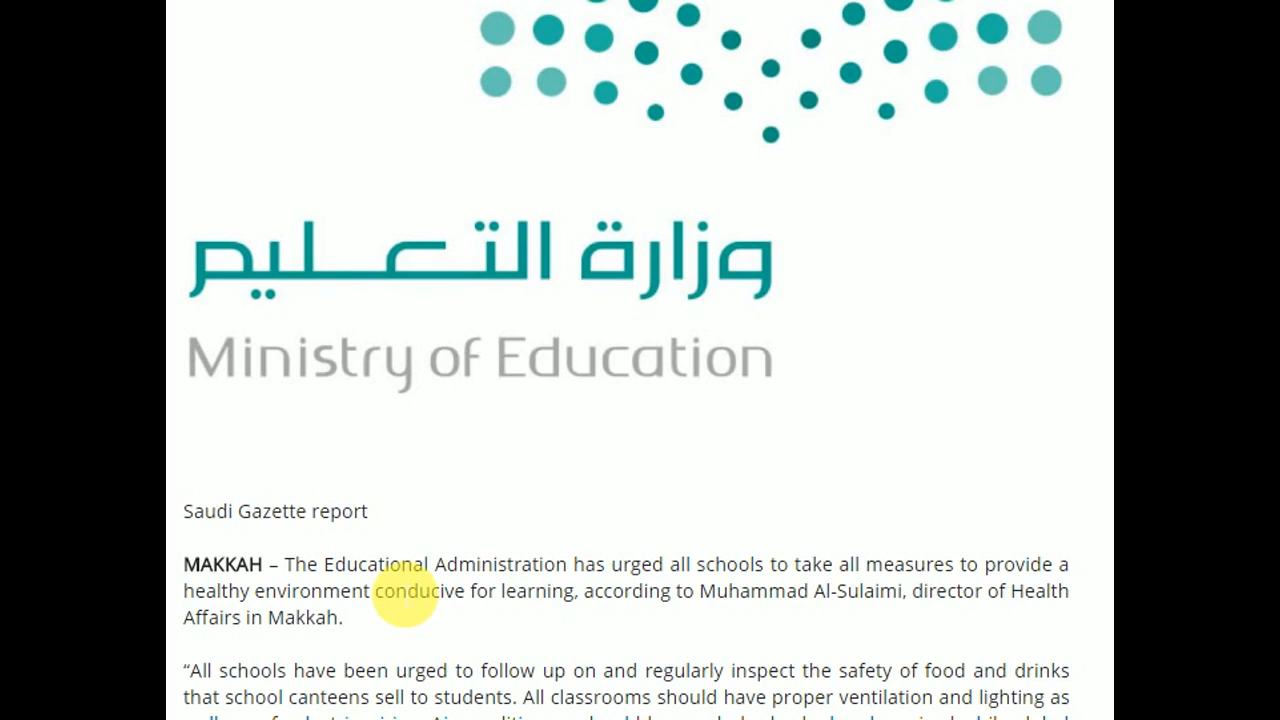 وزارة التعليم
Ministry of Education
Saudi Gazette report
MAKKAH – The Educational Administration has urged all schools to take all measures to provide a
healthy environment conducive for learning, according to Muhammad Al-Sulaimi, director of Health
Affairs in Makkah.
“All schools have been urged to follow up on and regularly inspect the safety of food and drinks
that school canteens sell to students. All classrooms should have proper ventilation and lighting as